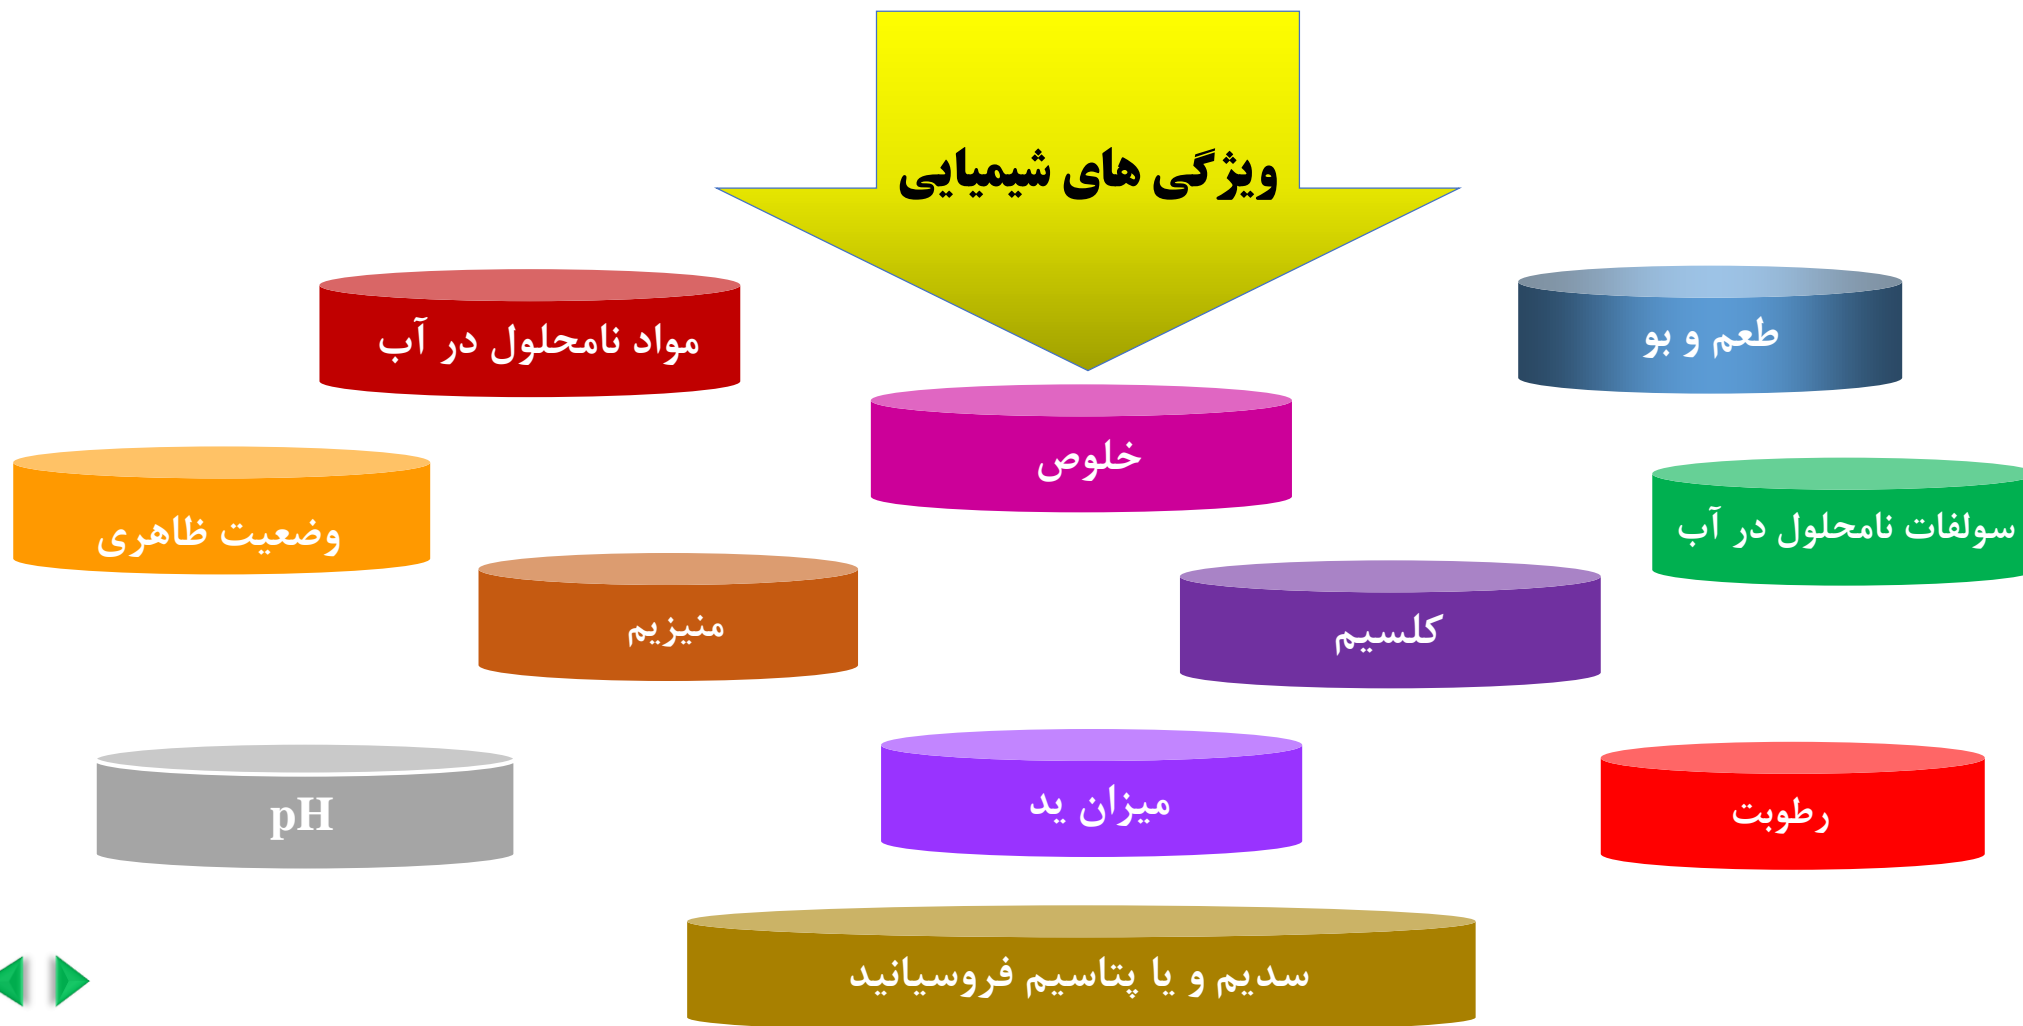 ویژگی های شیمیایی
طعم و بو
مواد نامحلول در آب
خلوص
سولفات نامحلول در آب
وضعیت ظاهری
کلسیم
منیزیم
رطوبت
میزان ید
pH
سدیم و یا پتاسیم فروسیانید